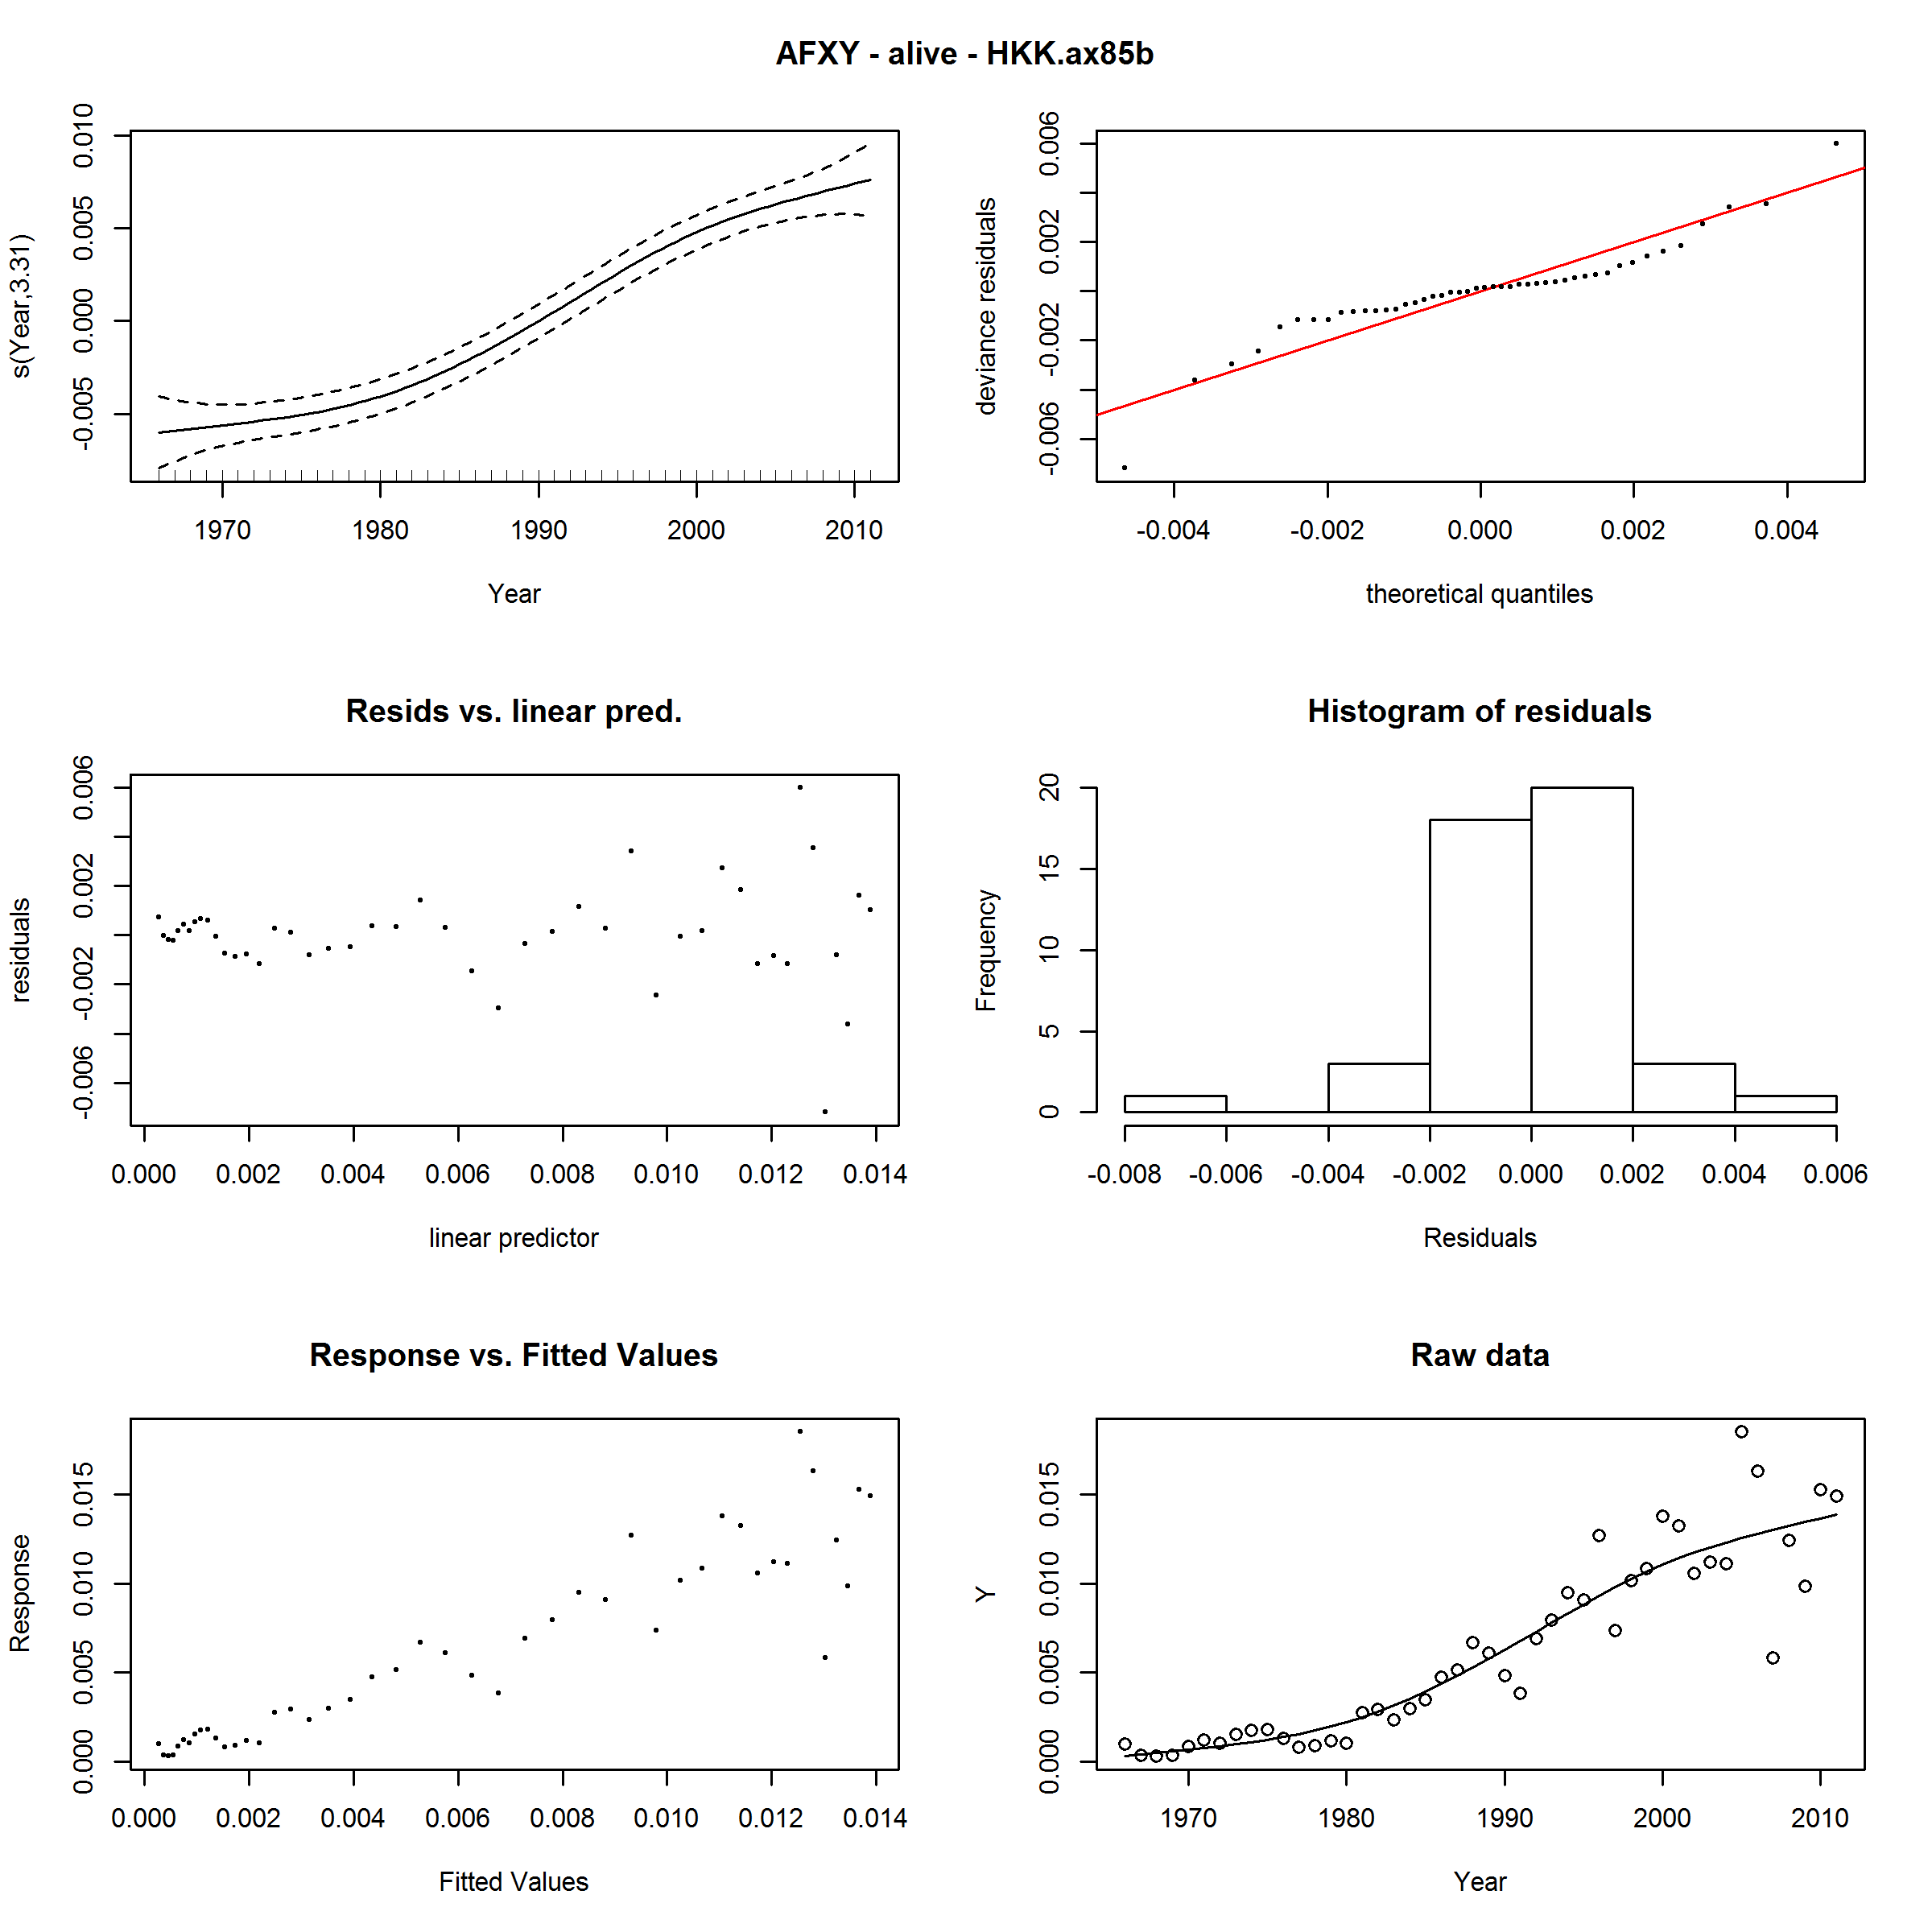 AFXY - alive - HKK.ax85b
s(Year,3.31)
-0.005 0.000 0.005 0.010
1970 1980 1990 2000 2010
Year
deviance residuals
-0.006 -0.002 0.002 0.006
-0.004 -0.002 0.000 0.002 0.004
theoretical quantiles
Resids vs. linear pred.
residuals
-0.006 -0.002 0.002 0.006
0.000 0.002 0.004 0.006 0.008 0.010 0.012 0.014
linear predictor
Histogram of residuals
Frequency
0 5 10 15 20
-0.008 -0.006 -0.004 -0.002 0.000 0.002 0.004 0.006
Residuals
Response vs. Fitted Values
Response
0.000 0.005 0.010 0.015
0.000 0.002 0.004 0.006 0.008 0.010 0.012 0.014
Fitted Values
Raw data
Y
0.000 0.005 0.010 0.015
1970 1980 1990 2000 2010
Year